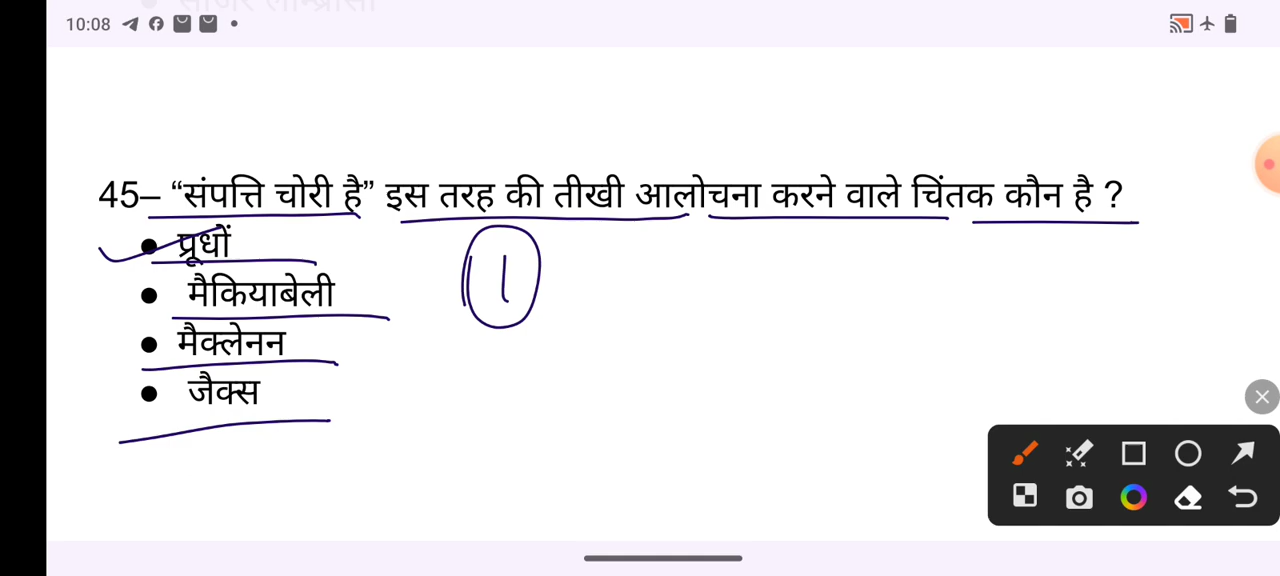 10:08
45– “संपत्ति चोरी है” इस तरह की तीखी आलोचना करने वाले चिंतक कौन है ?
● प्रूधों
● मैकियाबेली
● मैक्लेनन
● जैक्स
1